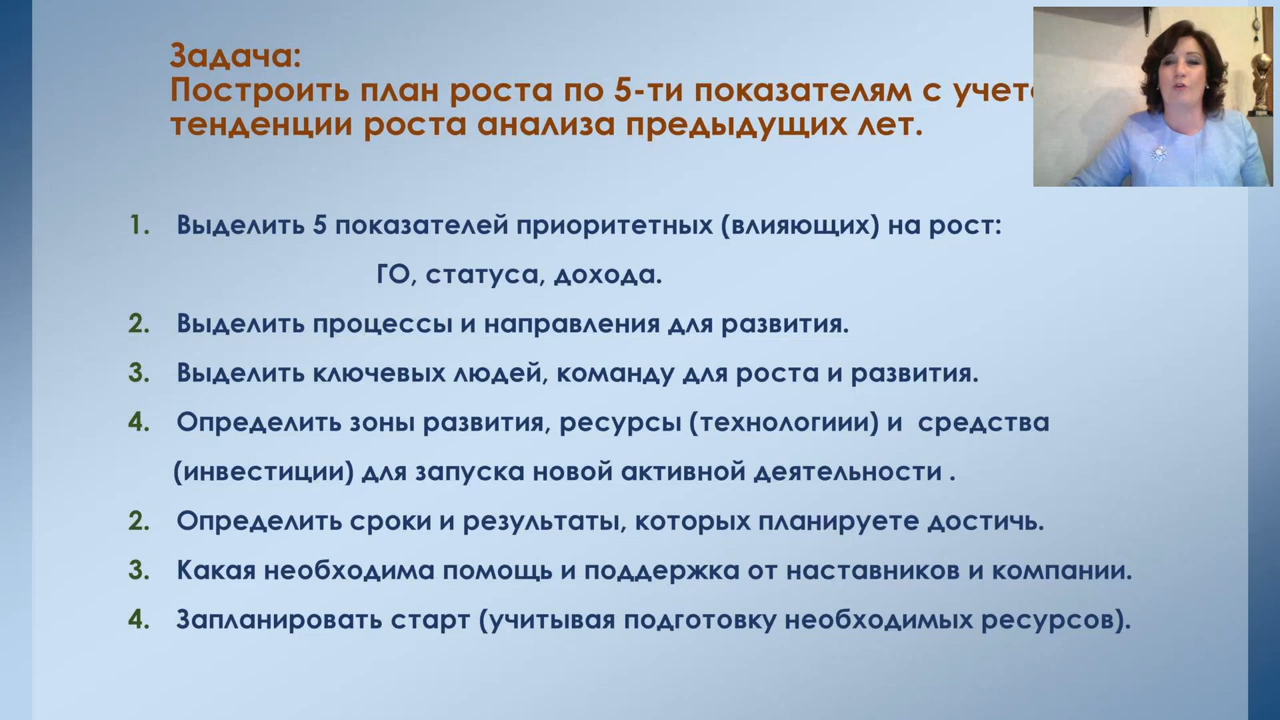 Задача:
Построить план роста по 5-ти показателям с
тенденции роста анализа предыдущих лет.
1. Выделить 5 показателей приоритетных (влияющих) на рост:
ГО, статуса, дохода.
2. Выделить процессы и направления для развития.
3. Выделить ключевых людей, команду для роста и развития.
4. Определить зоны развития, ресурсы (технологиии) и средства
(инвестиции) для запуска новой активной деятельности .
2. Определить сроки и результаты, которых планируете достичь.
3. Какая необходима помощь и поддержка от наставников и компании.
4. Запланировать старт (учитывая подготовку необходимых ресурсов).